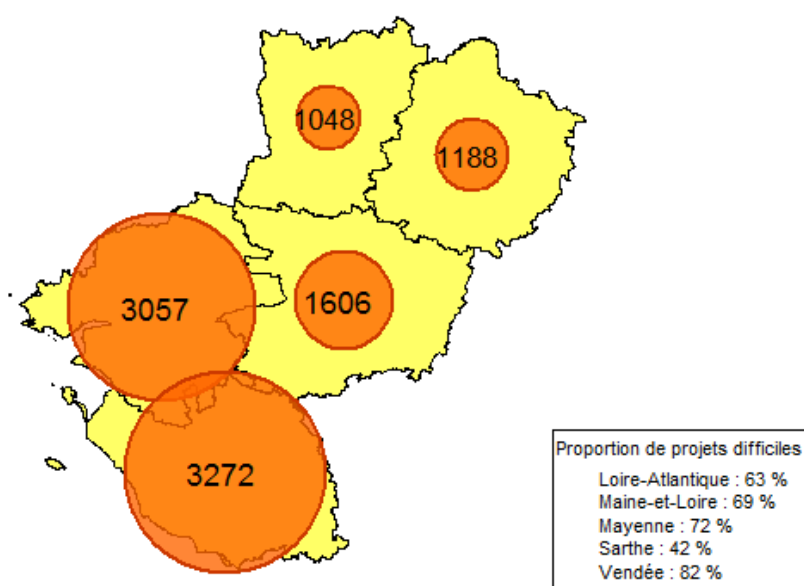 1048
1188
3057
1606
3272
Proportion de projets difficiles
Loire-Atlantique : 63 %
Maine-et-Loire : 69 %
Mayenne : 72 %
Sarthe : 42 %
Vendée : 82 %